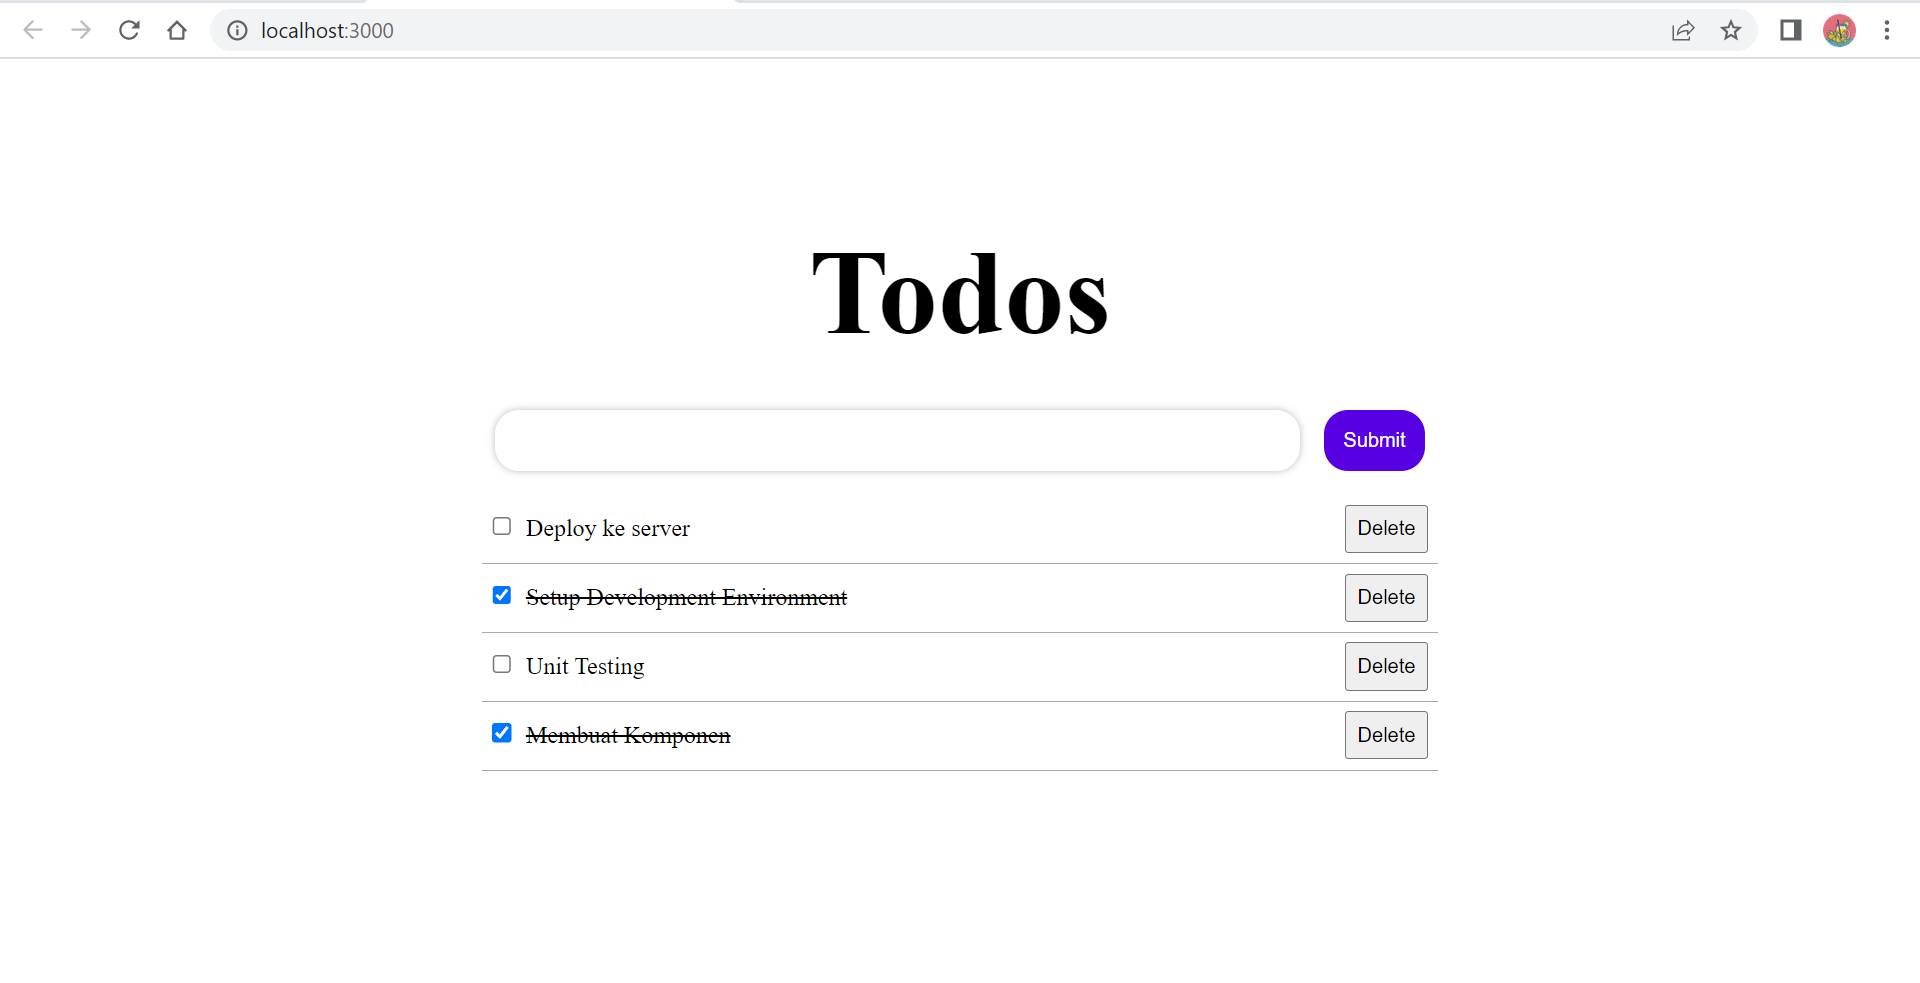 localhost:3000
Todos
Submit
Deploy ke server Delete
Setup Development Environment Delete
Unit Testing Delete
Membuat Komponen Delete